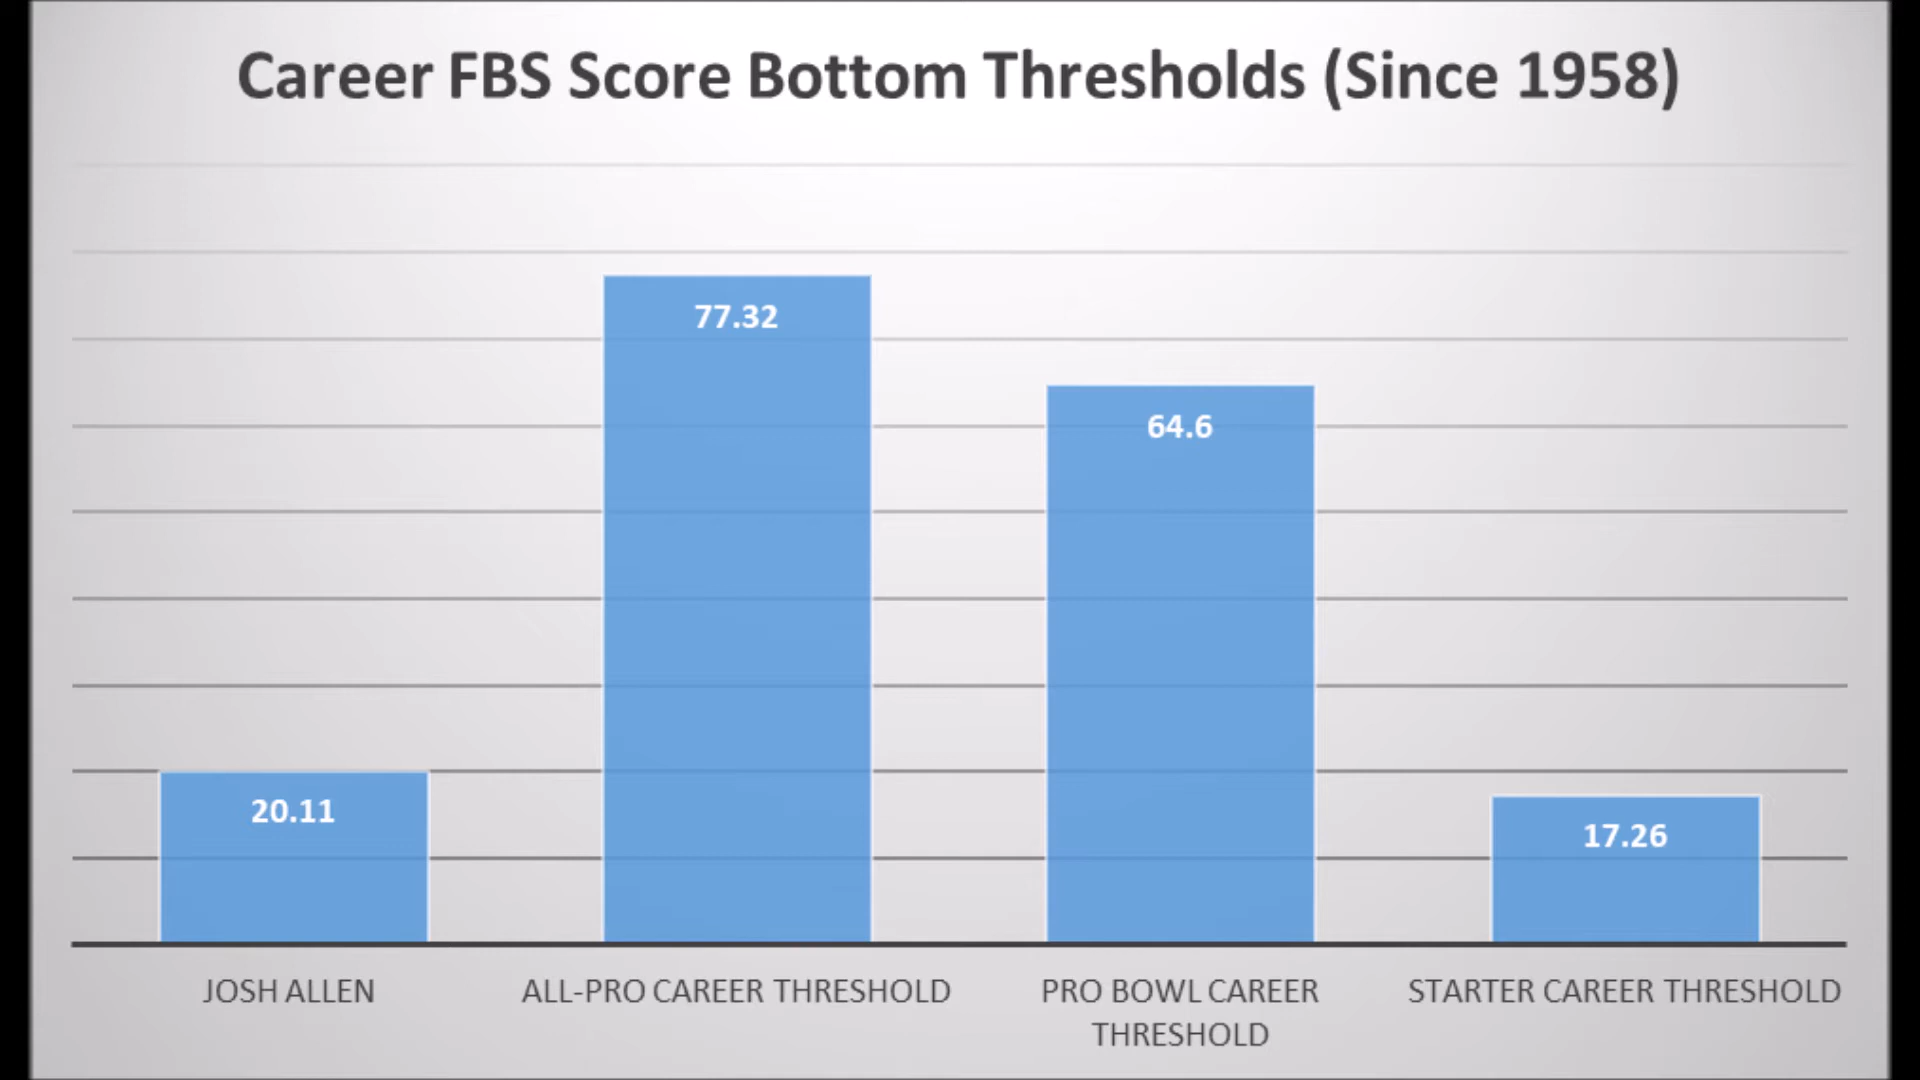 Career FBS Score Bottom Thresholds (Since 1958)
77.32
64.6
20.11
17.26
JOSH ALLEN
ALL-PRO CAREER THRESHOLD
PRO BOWL CAREER
THRESHOLD
STARTER CAREER THRESHOLD